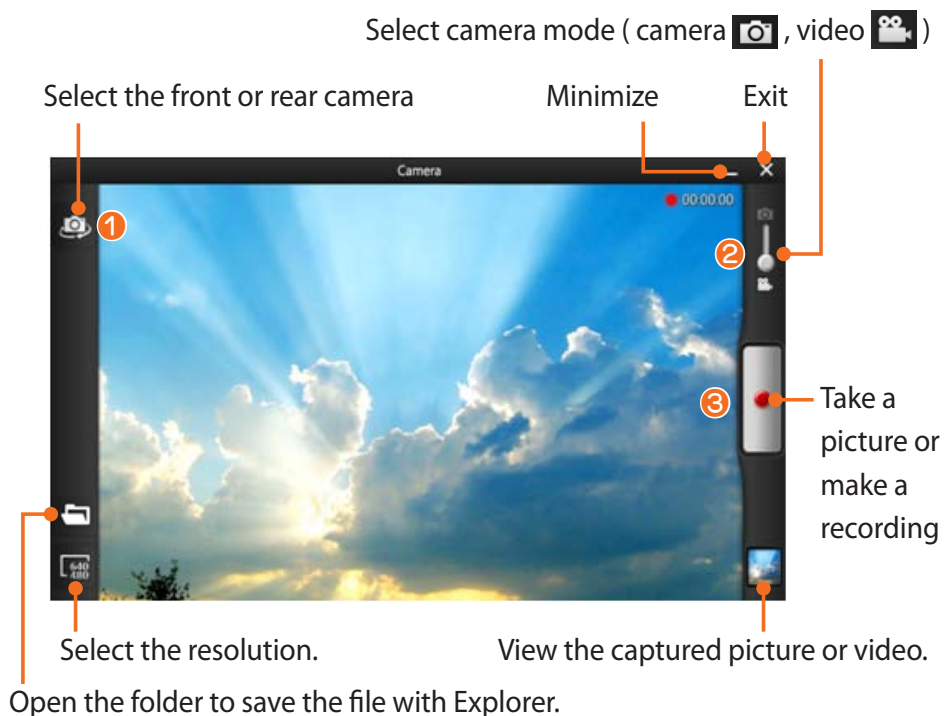 Select camera mode ( camera , video )
Select the front or rear camera
Minimize
Exit
Camera
00:00:00
1
2
3
Take a
picture or
make a
recording
640
480
Select the resolution.
View the captured picture or video.
Open the folder to save the file with Explorer.